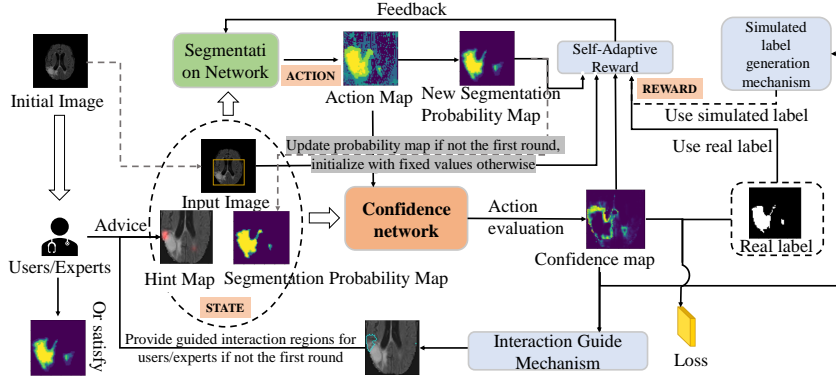 Feedback
Segmentati
on Network
ACTION
Action Map
New Segmentation
Probability Map
Self-Adaptive
Reward
REWARD
Simulated
label
generation
mechanism
Use simulated label
Use real label
Initial Image
Update probability map if not the first round,
initialize with fixed values otherwise
Input Image
Advice
Users/Experts
Hint Map
Segmentation Probability Map
STATE
Confidence
network
Action
evaluation
Confidence map
Real label
Or satisfy
Provide guided interaction regions for
users/experts if not the first round
Interaction Guide
Mechanism
Loss